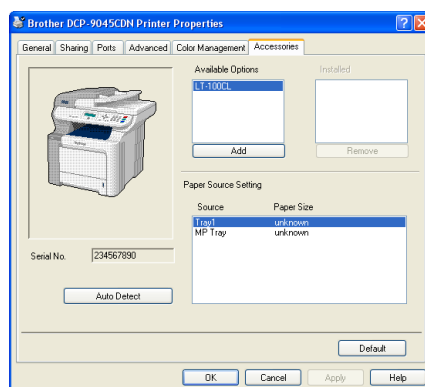 Brother DCP-9045CDN Printer Properties
General Sharing Ports Advanced Color Management Accessories
Available Options Installed
LT-100CL
Add Remove
Paper Source Setting
Source Paper Size
Tray1 unknown
MP Tray unknown
Serial No. 234567890
Auto Detect
Default
OK Cancel Apply Help